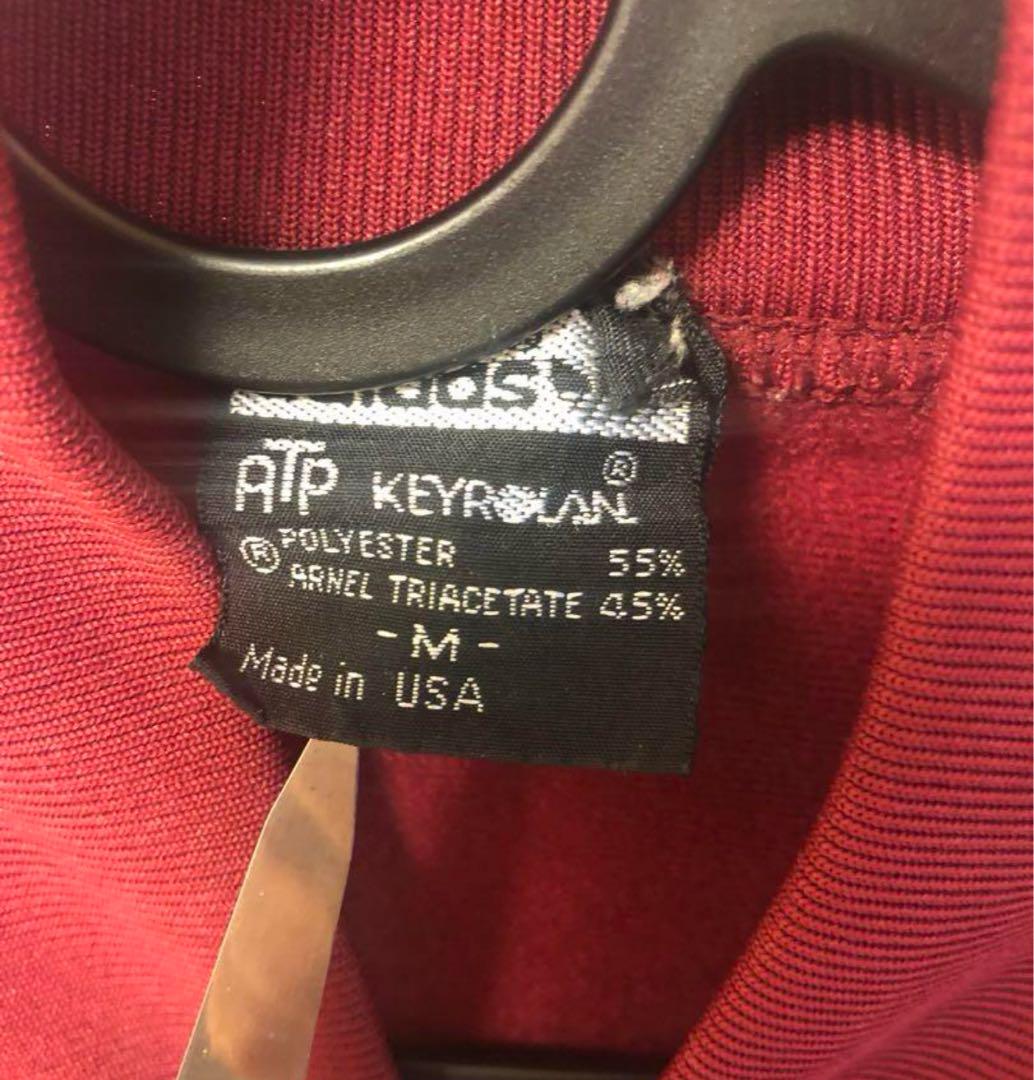 ATP KEYROLAN®
® POLYESTER 55%
ARNEL TRIACETATE 45%
- M -
Made in USA